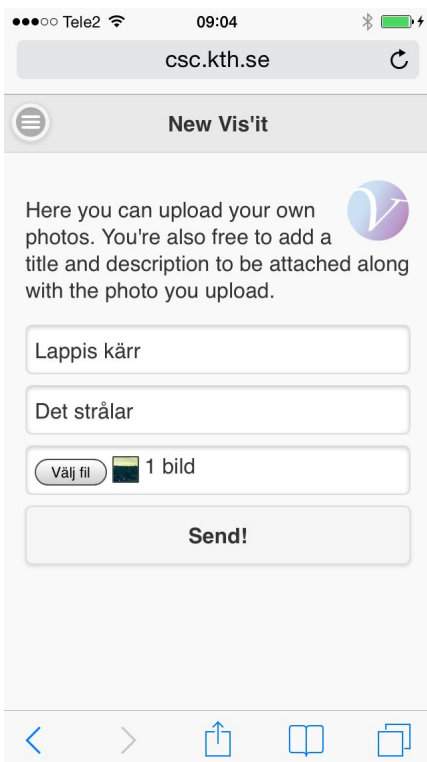 Tele2 09:04
csc.kth.se
New Vis'it
Here you can upload your own
photos. You're also free to add a
title and description to be attached along
with the photo you upload.
V
Lappis kärr
Det strålar
Välj fil 1 bild
Send!